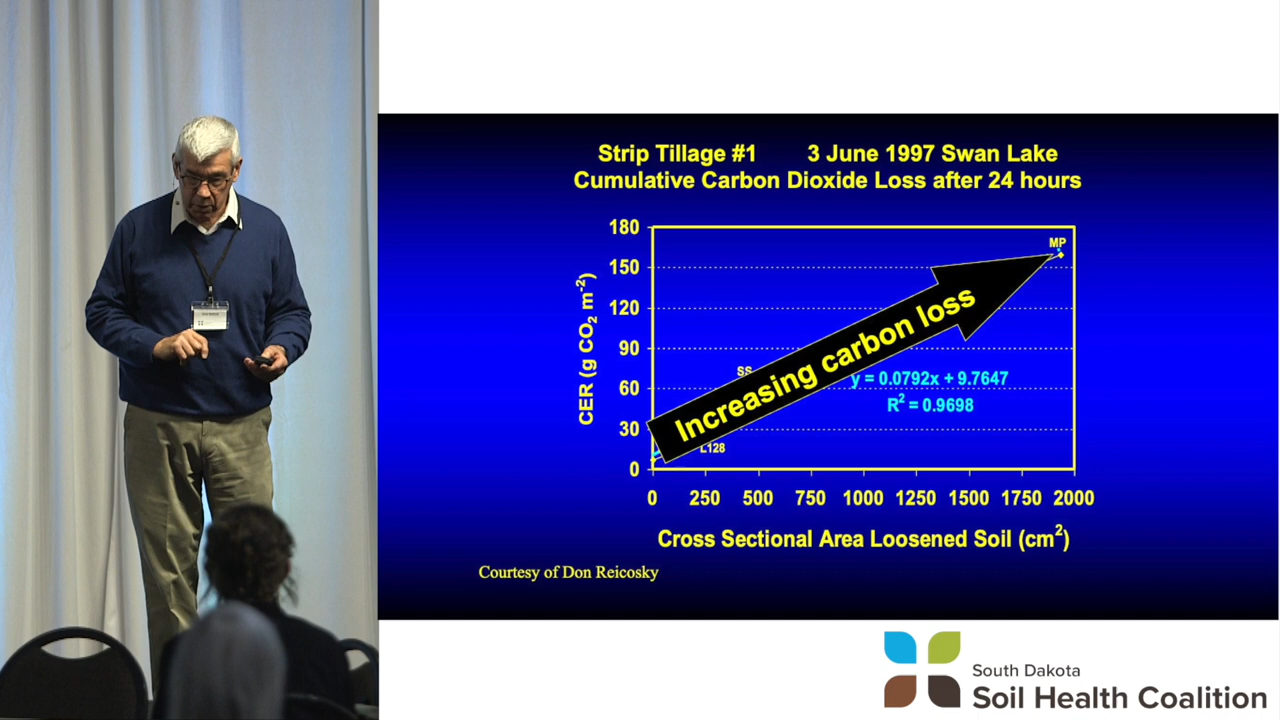 Strip Tillage #1 3 June 1997 Swan Lake
Cumulative Carbon Dioxide Loss after 24 hours
180
150
120
90
60
30
0
CER (g CO₂ m⁻²)
MP
SS
L128
Increasing carbon loss
y = 0.0792x + 9.7647
R² = 0.9698
0 250 500 750 1000 1250 1500 1750 2000
Cross Sectional Area Loosened Soil (cm²)
Courtesy of Don Reicosky
South Dakota
Soil Health Coalition